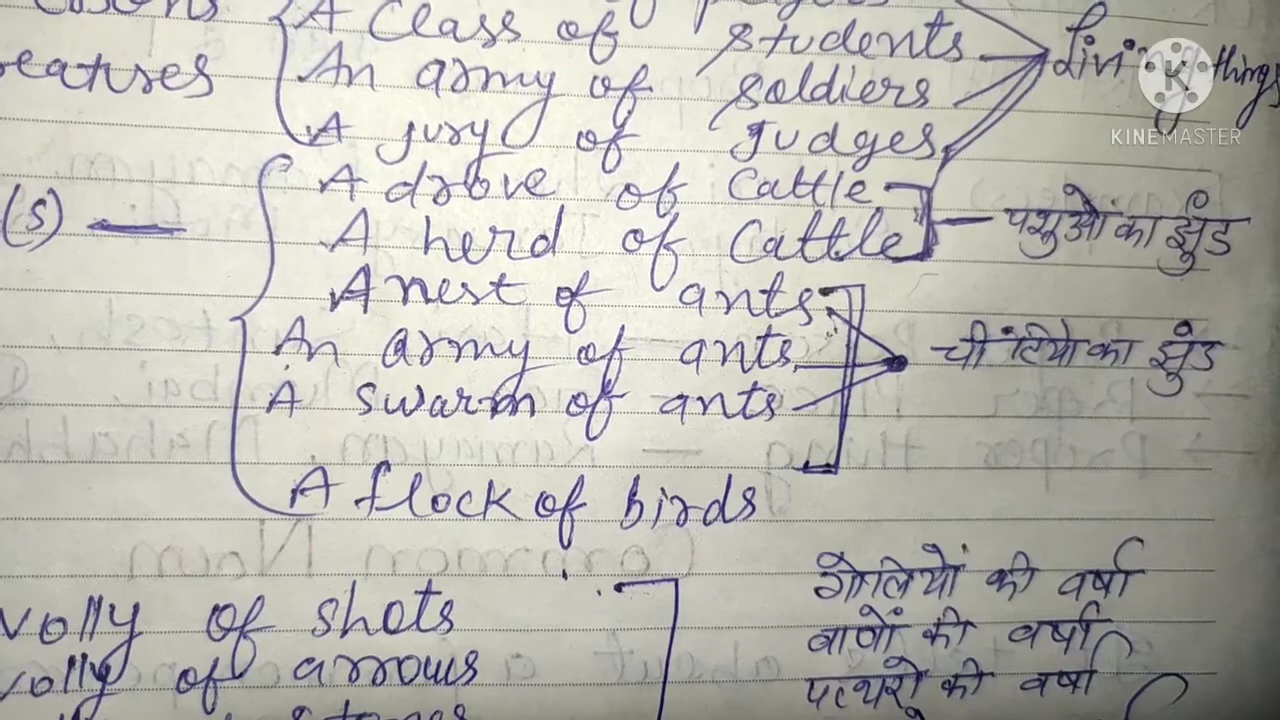 A Class of students
eatures An army of soldiers Living things
A jury of Judges
KINEMASTER
A drove of Cattle
(s) — A herd of Cattle — पशुओं का झुंड
A nest of ants
An army of ants — चींटियो का झुंड
A swarm of ants
A flock of birds
गोलियों की वर्षा
volly of shots
बाणों की वर्षा
volly of arrows
पत्थरो की वर्षा